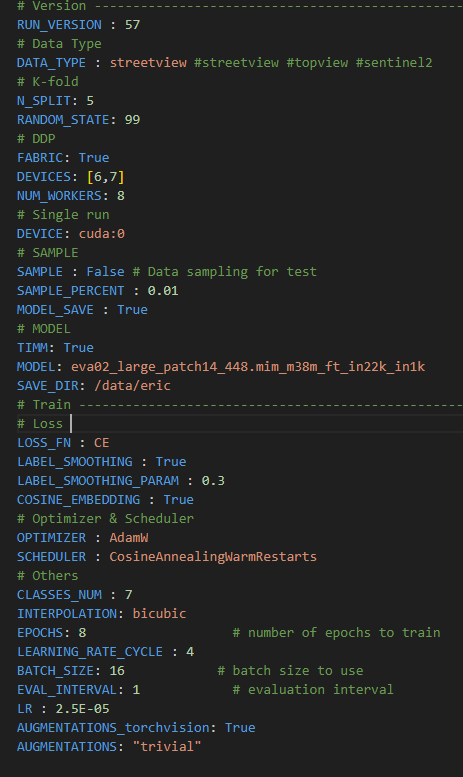 # Version -----------------------------------------------
RUN_VERSION : 57
# Data Type
DATA_TYPE : streetview #streetview #topview #sentinel2
# K-fold
N_SPLIT: 5
RANDOM_STATE: 99
# DDP
FABRIC: True
DEVICES: [6,7]
NUM_WORKERS: 8
# Single run
DEVICE: cuda:0
# SAMPLE
SAMPLE : False # Data sampling for test
SAMPLE_PERCENT : 0.01
MODEL_SAVE : True
# MODEL
TIMM: True
MODEL: eva02_large_patch14_448.mim_m38m_ft_in22k_in1k
SAVE_DIR: /data/eric
# Train -------------------------------------------------
# Loss
LOSS_FN : CE
LABEL_SMOOTHING : True
LABEL_SMOOTHING_PARAM : 0.3
COSINE_EMBEDDING : True
# Optimizer & Scheduler
OPTIMIZER : AdamW
SCHEDULER : CosineAnnealingWarmRestarts
# Others
CLASSES_NUM : 7
INTERPOLATION: bicubic
EPOCHS: 8 # number of epochs to train
LEARNING_RATE_CYCLE : 4
BATCH_SIZE: 16 # batch size to use
EVAL_INTERVAL: 1 # evaluation interval
LR : 2.5E-05
AUGMENTATIONS_torchvision: True
AUGMENTATIONS: "trivial"